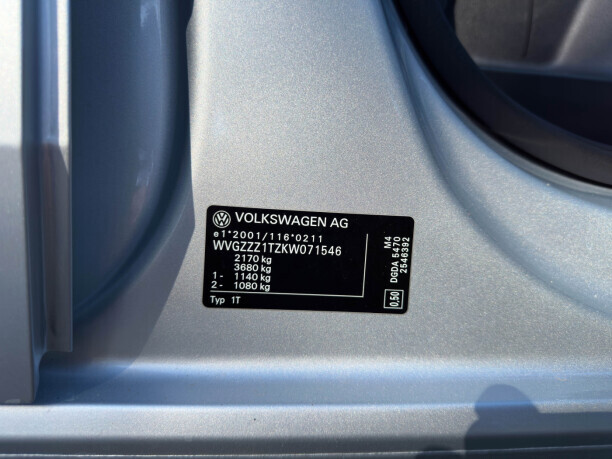 VOLKSWAGEN AG
e1*2001/116*0211
WVGZZZ1TZKW071546
2170 kg
3680 kg
1- 1140 kg
2- 1080 kg
Typ 1T
M4
DGDA 5470
2546392
0,50